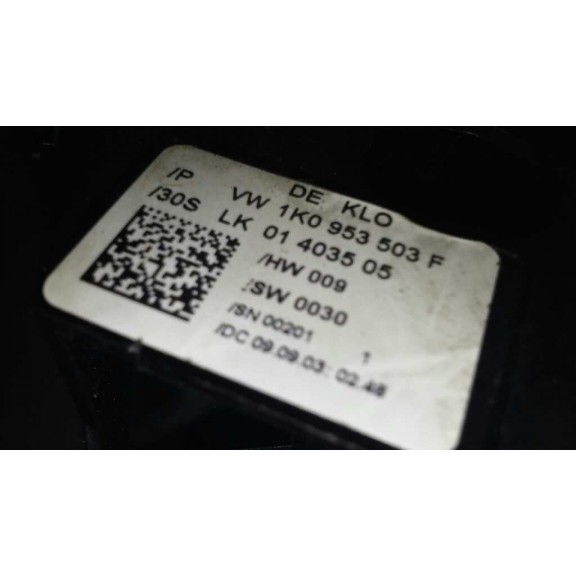 DE KLO
/P VW 1K0 953 503 F
/30S LK 01 4035 05
/HW 009
/SW 0030
/SN 00201 1
/DC 09.09.03; 02:48